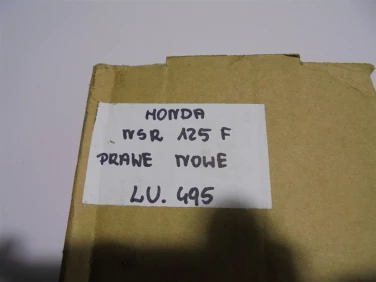 HONDA
NSR 125 F
PRAWE NOWE
LU. 495